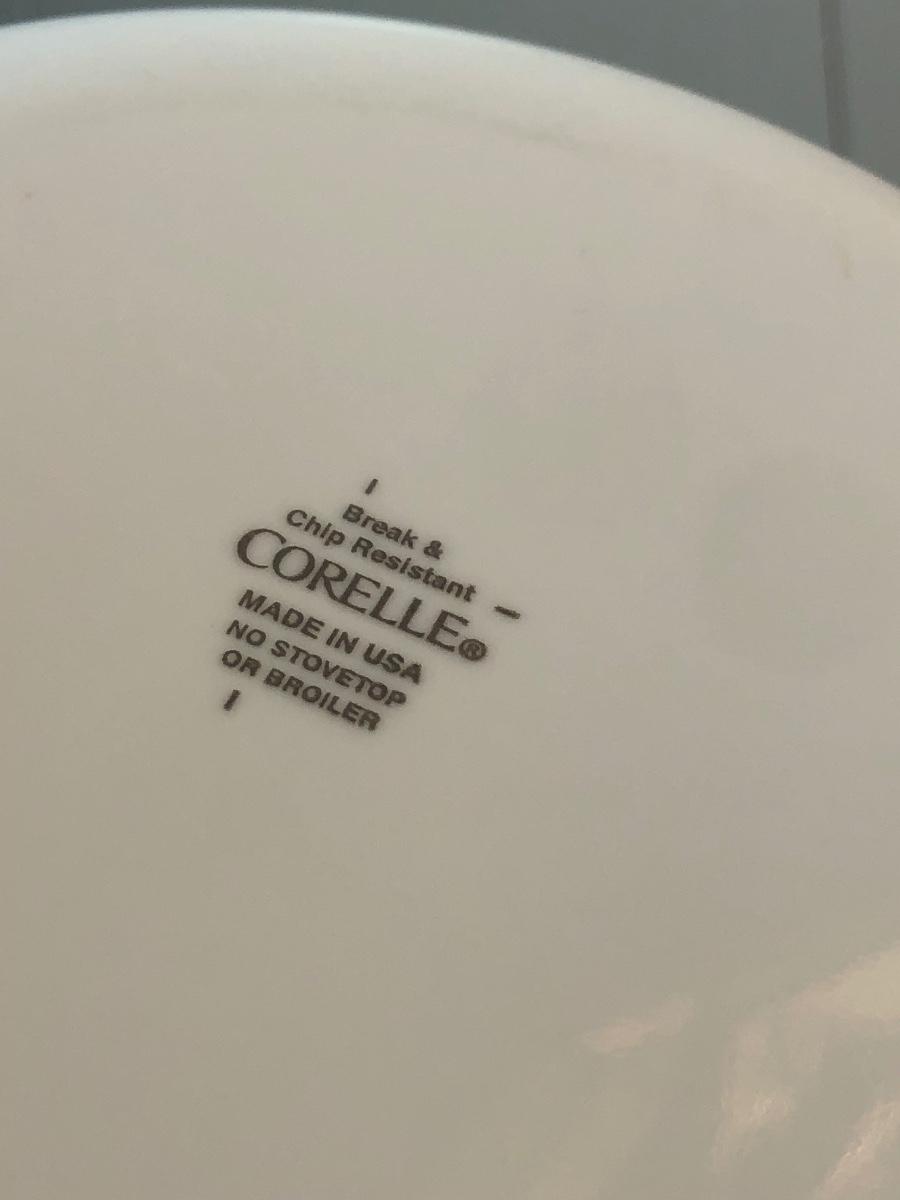 Break &
Chip Resistant
CORELLE®
MADE IN USA
NO STOVETOP
OR BROILER